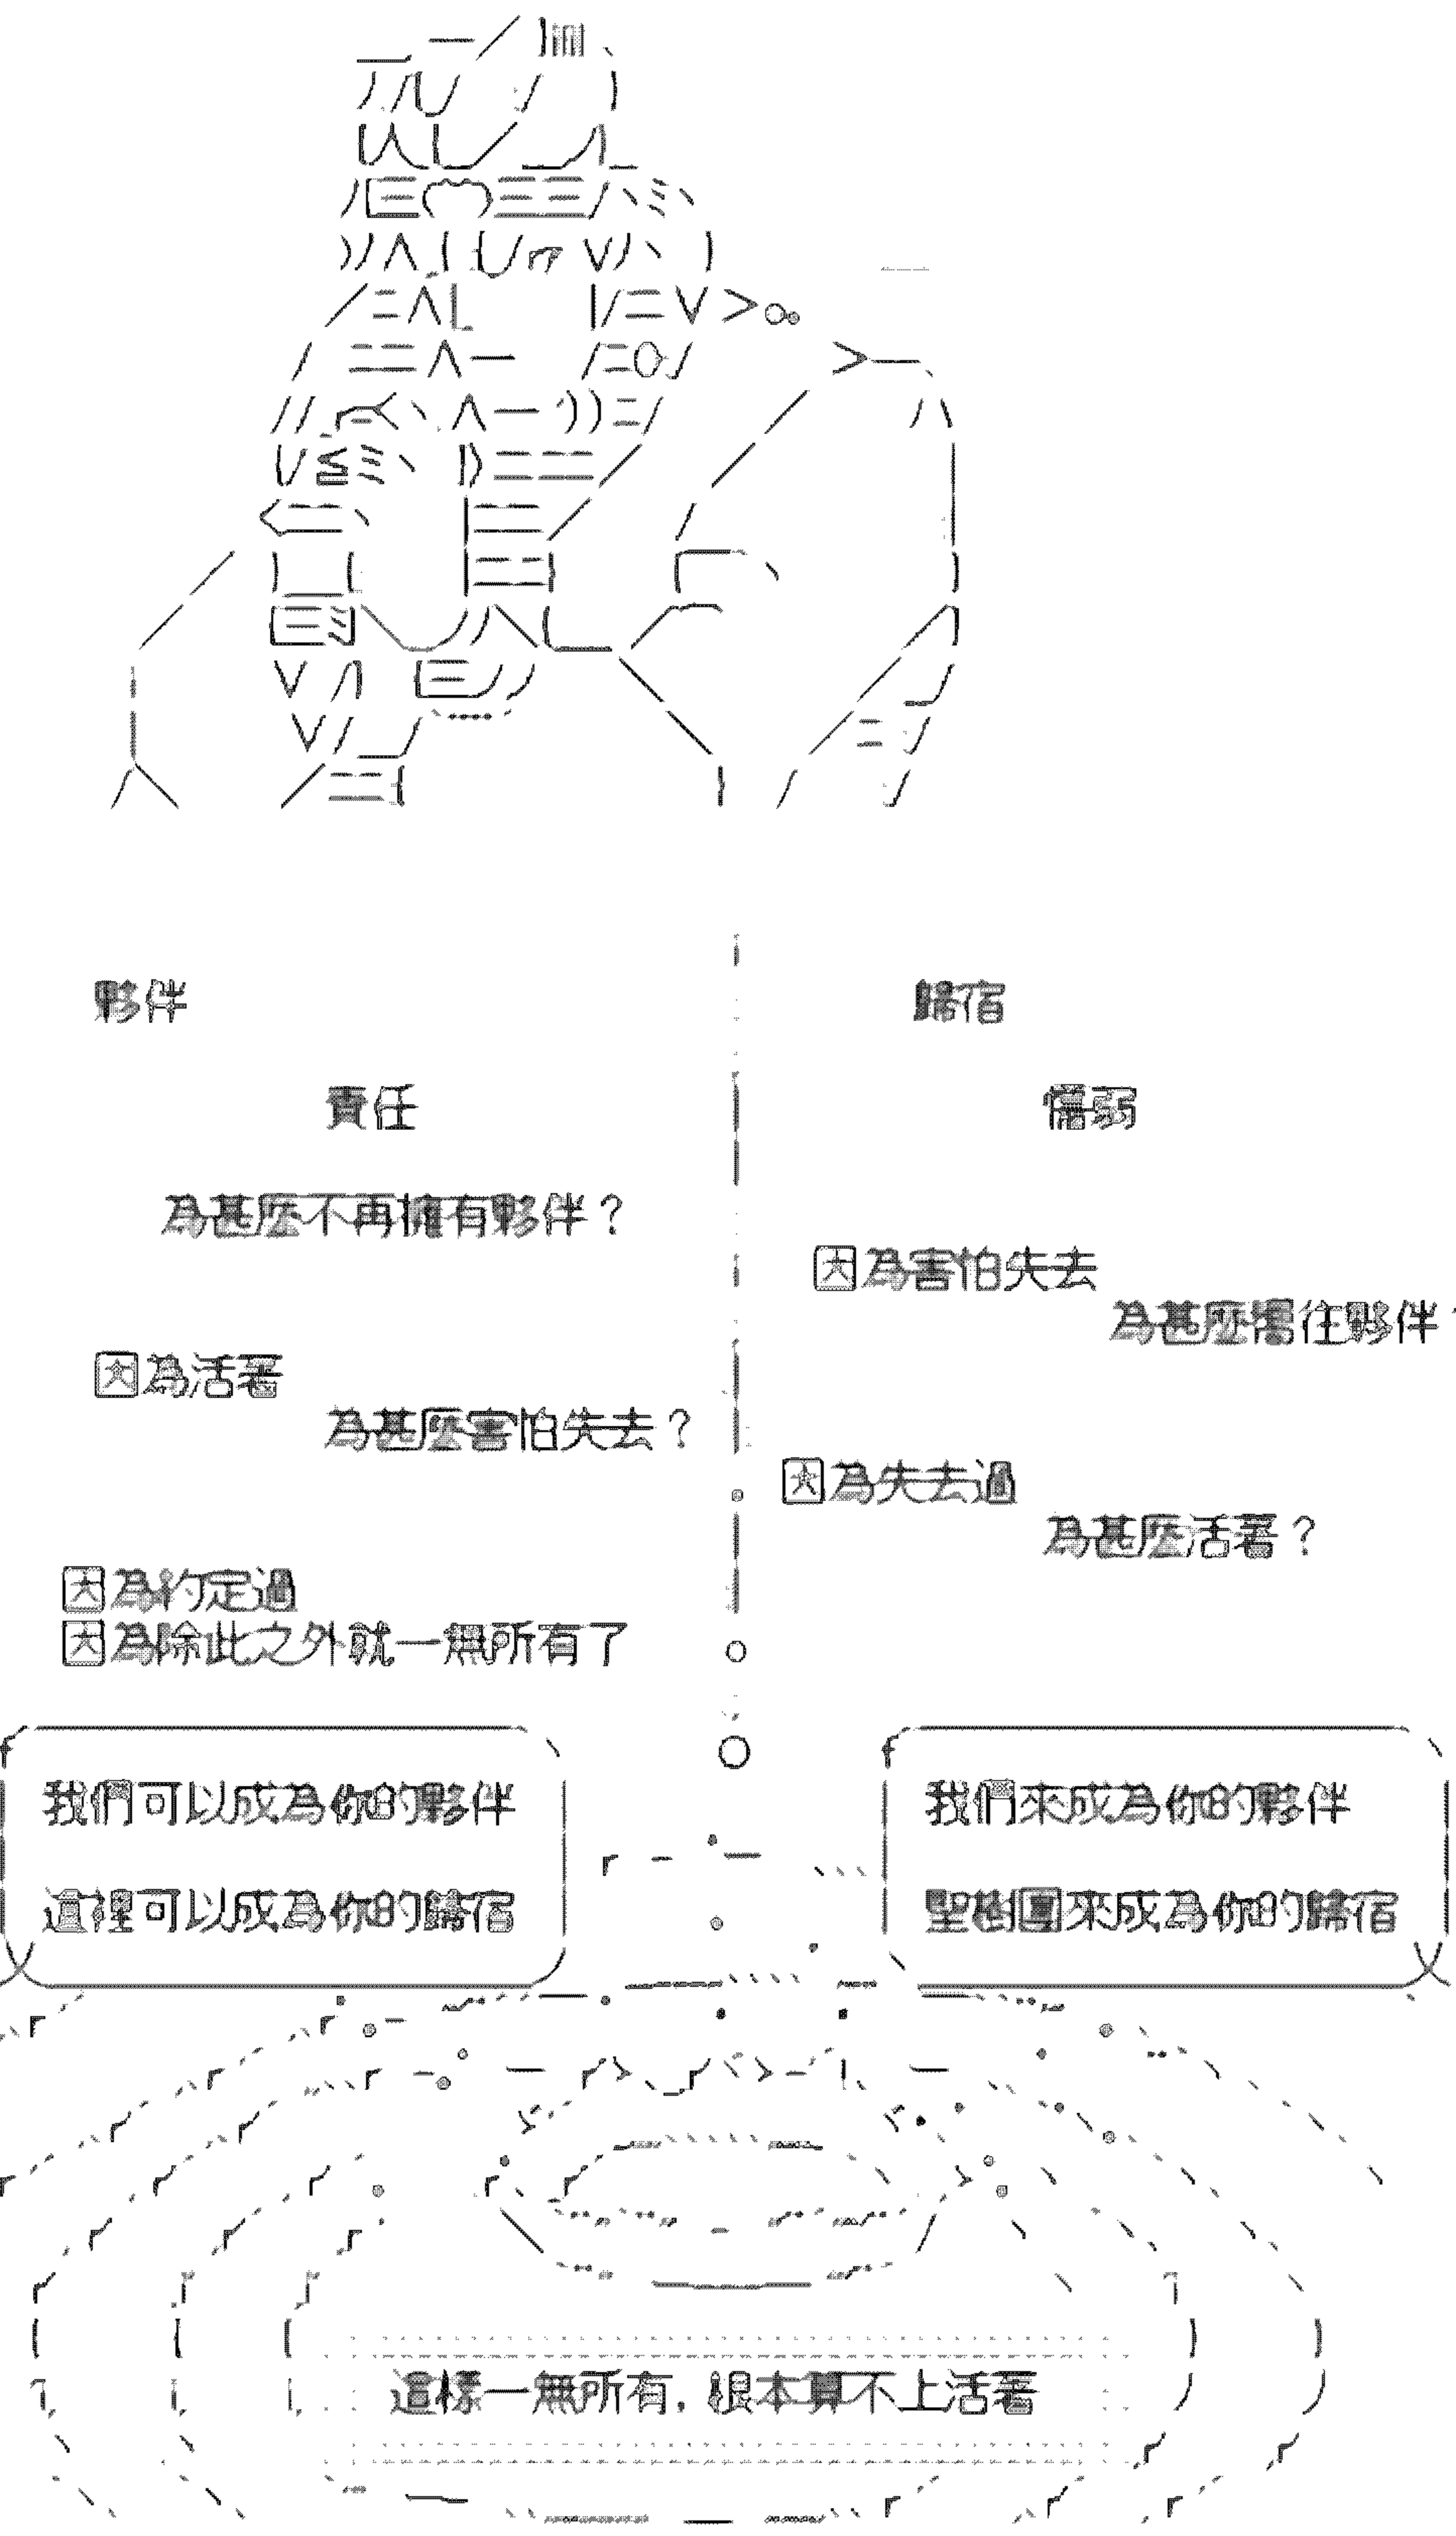 夥伴
歸宿
責任
懦弱
為甚麼不再擁有夥伴？
因為害怕失去
為甚麼嚮往夥伴？
因為活著
為甚麼害怕失去？
因為失去過
為甚麼活著？
因為約定過
因為除此之外就一無所有了
我們可以成為你的夥伴
這裡可以成為你的歸宿
我們來成為你的夥伴
聖樹團來成為你的歸宿
這樣一無所有，根本算不上活著